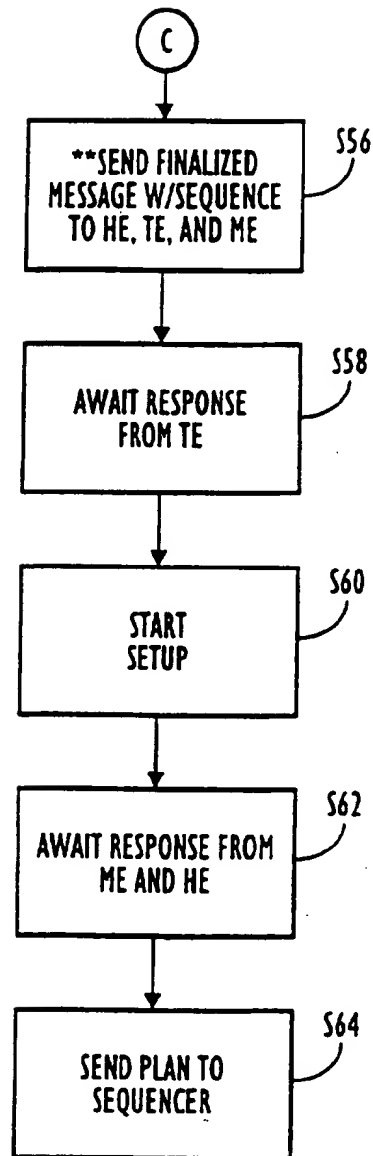 C
**SEND FINALIZED
MESSAGE W/SEQUENCE
TO HE, TE, AND ME
S56
AWAIT RESPONSE
FROM TE
S58
START
SETUP
S60
AWAIT RESPONSE FROM
ME AND HE
S62
SEND PLAN TO
SEQUENCER
S64